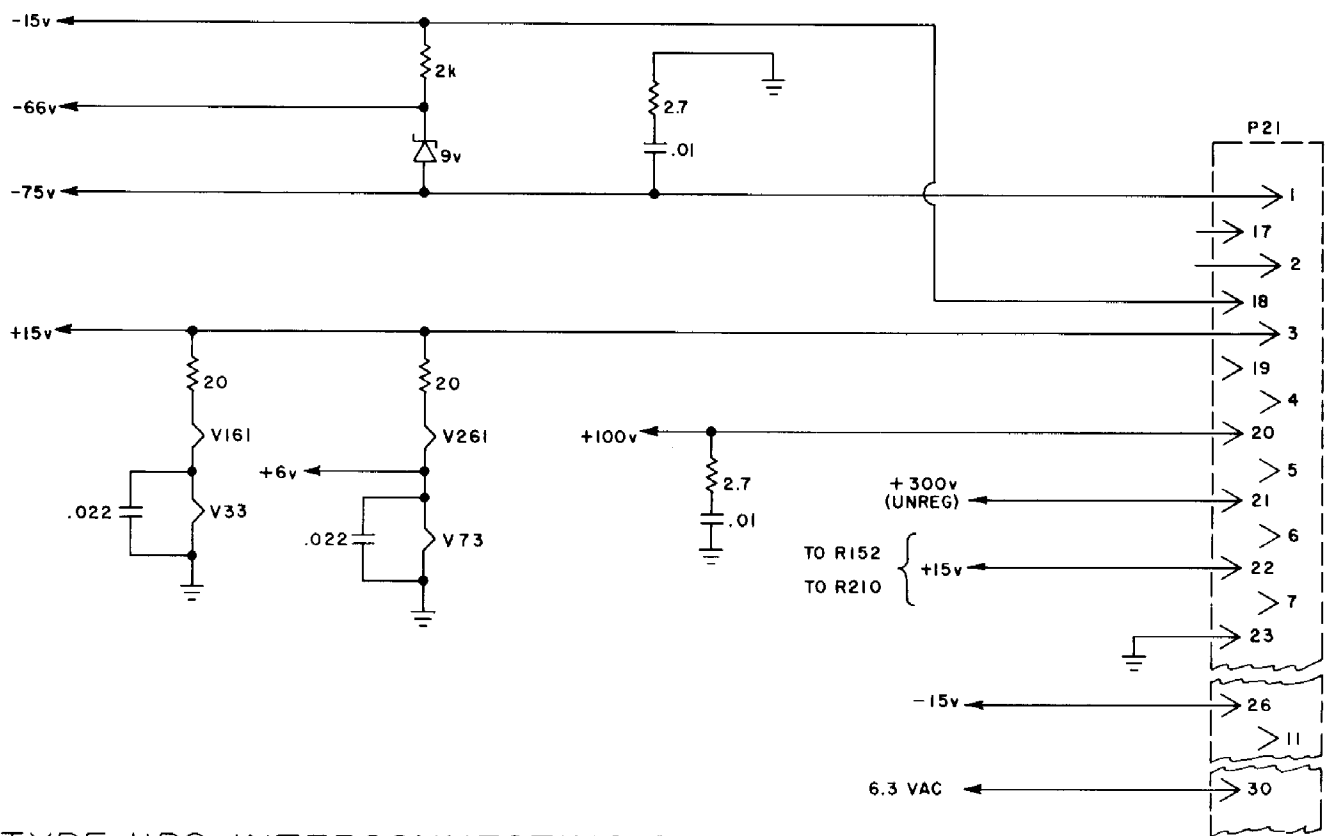 -15v
2k
-66v
2.7
.01
9v
-75v
P21
1
17
2
18
+15v
3
20
20
19
4
V161
V261
+100v
20
+6v
5
2.7
+300v
(UNREG)
21
.022
V33
.022
V73
.01
6
TO R152
TO R210
+15v
22
7
23
-15v
26
11
6.3 VAC
30